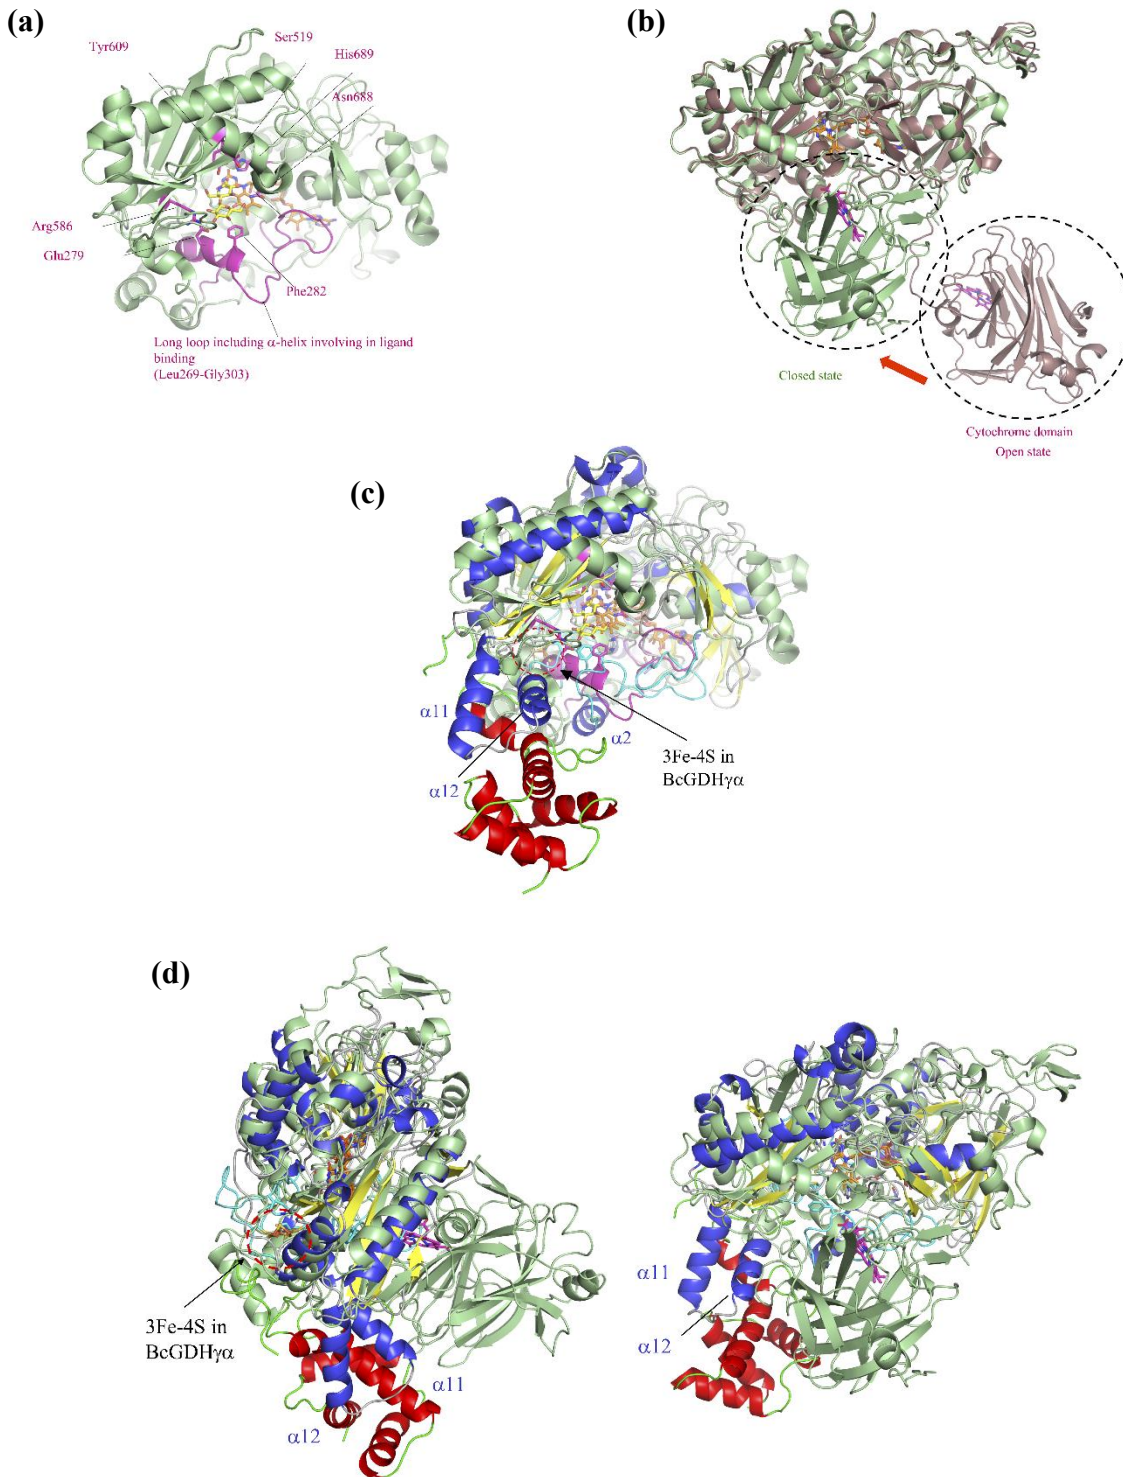 (a)
Tyr609
Ser519
His689
Asn688
Arg586
Glu279
Phe282
Long loop including α-helix involving in ligand
binding
(Leu269-Gly303)
(b)
Closed state
Cytochrome domain
Open state
(c)
α11
α2
α12
3Fe-4S in
BcGDHγα
(d)
3Fe-4S in
BcGDHγα
α11
α12
α11
α12